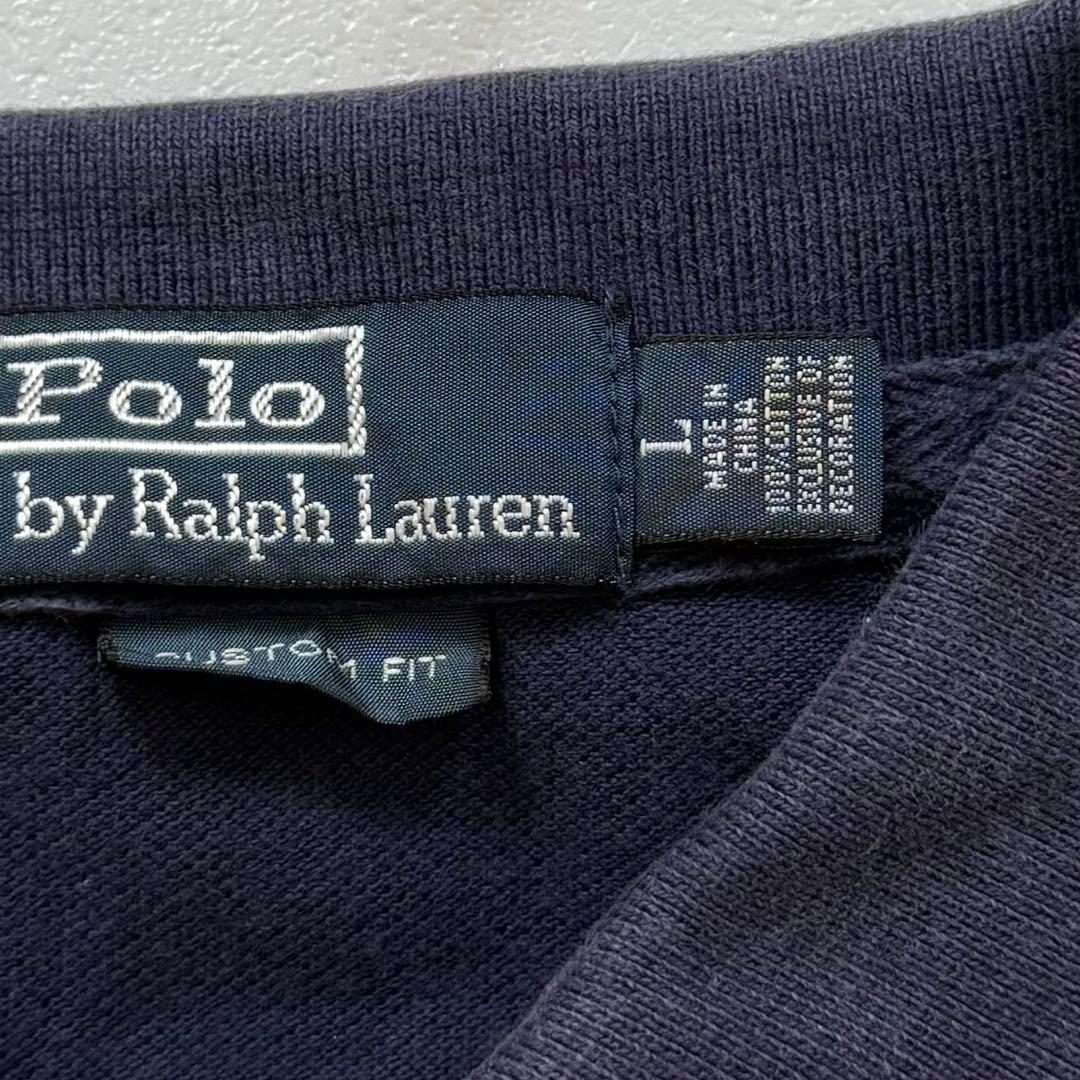 Polo
by Ralph Lauren
L
MADE IN
CHINA
100% COTTON
EXCLUSIVE OF
DECORATION
CUSTOM FIT